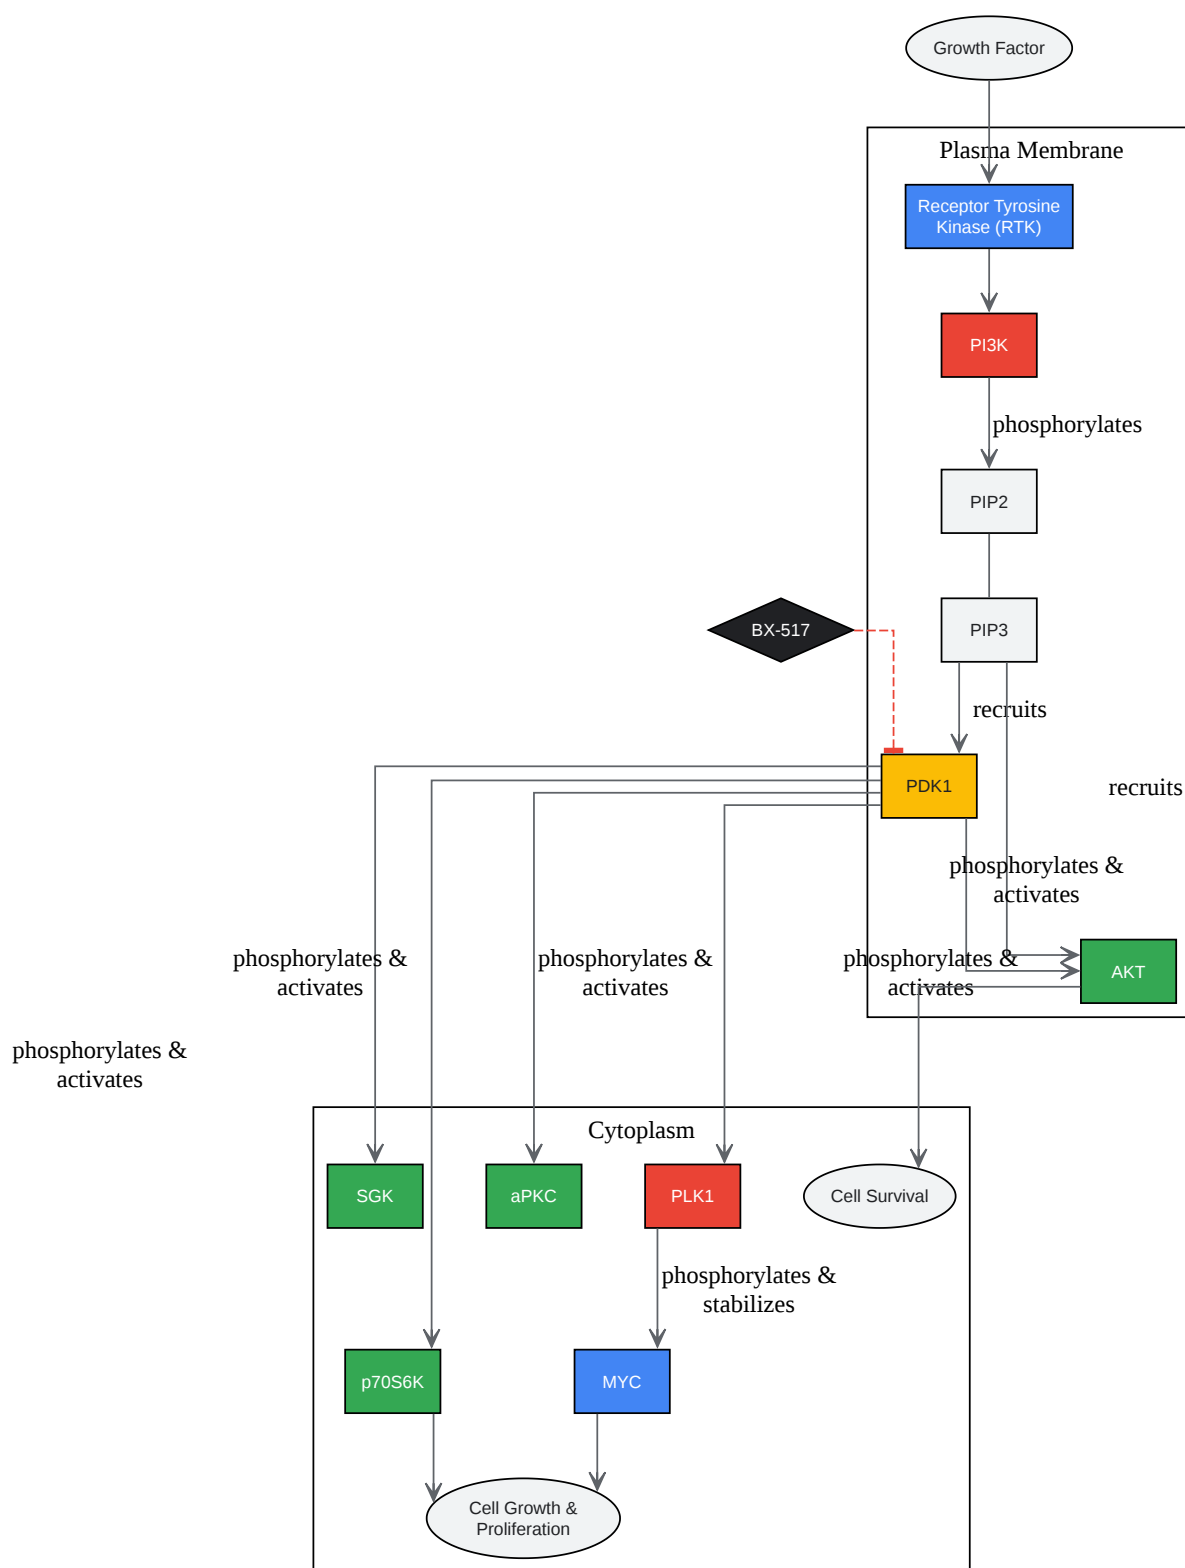 Growth Factor
Plasma Membrane
Receptor Tyrosine
Kinase (RTK)
PI3K
phosphorylates
PIP2
BX-517
PIP3
recruits
PDK1
recruits
phosphorylates &
activates
phosphorylates &
activates
phosphorylates &
activates
phosphorylates &
activates
AKT
phosphorylates &
activates
Cytoplasm
SGK
aPKC
PLK1
Cell Survival
phosphorylates &
stabilizes
p70S6K
MYC
Cell Growth &
Proliferation